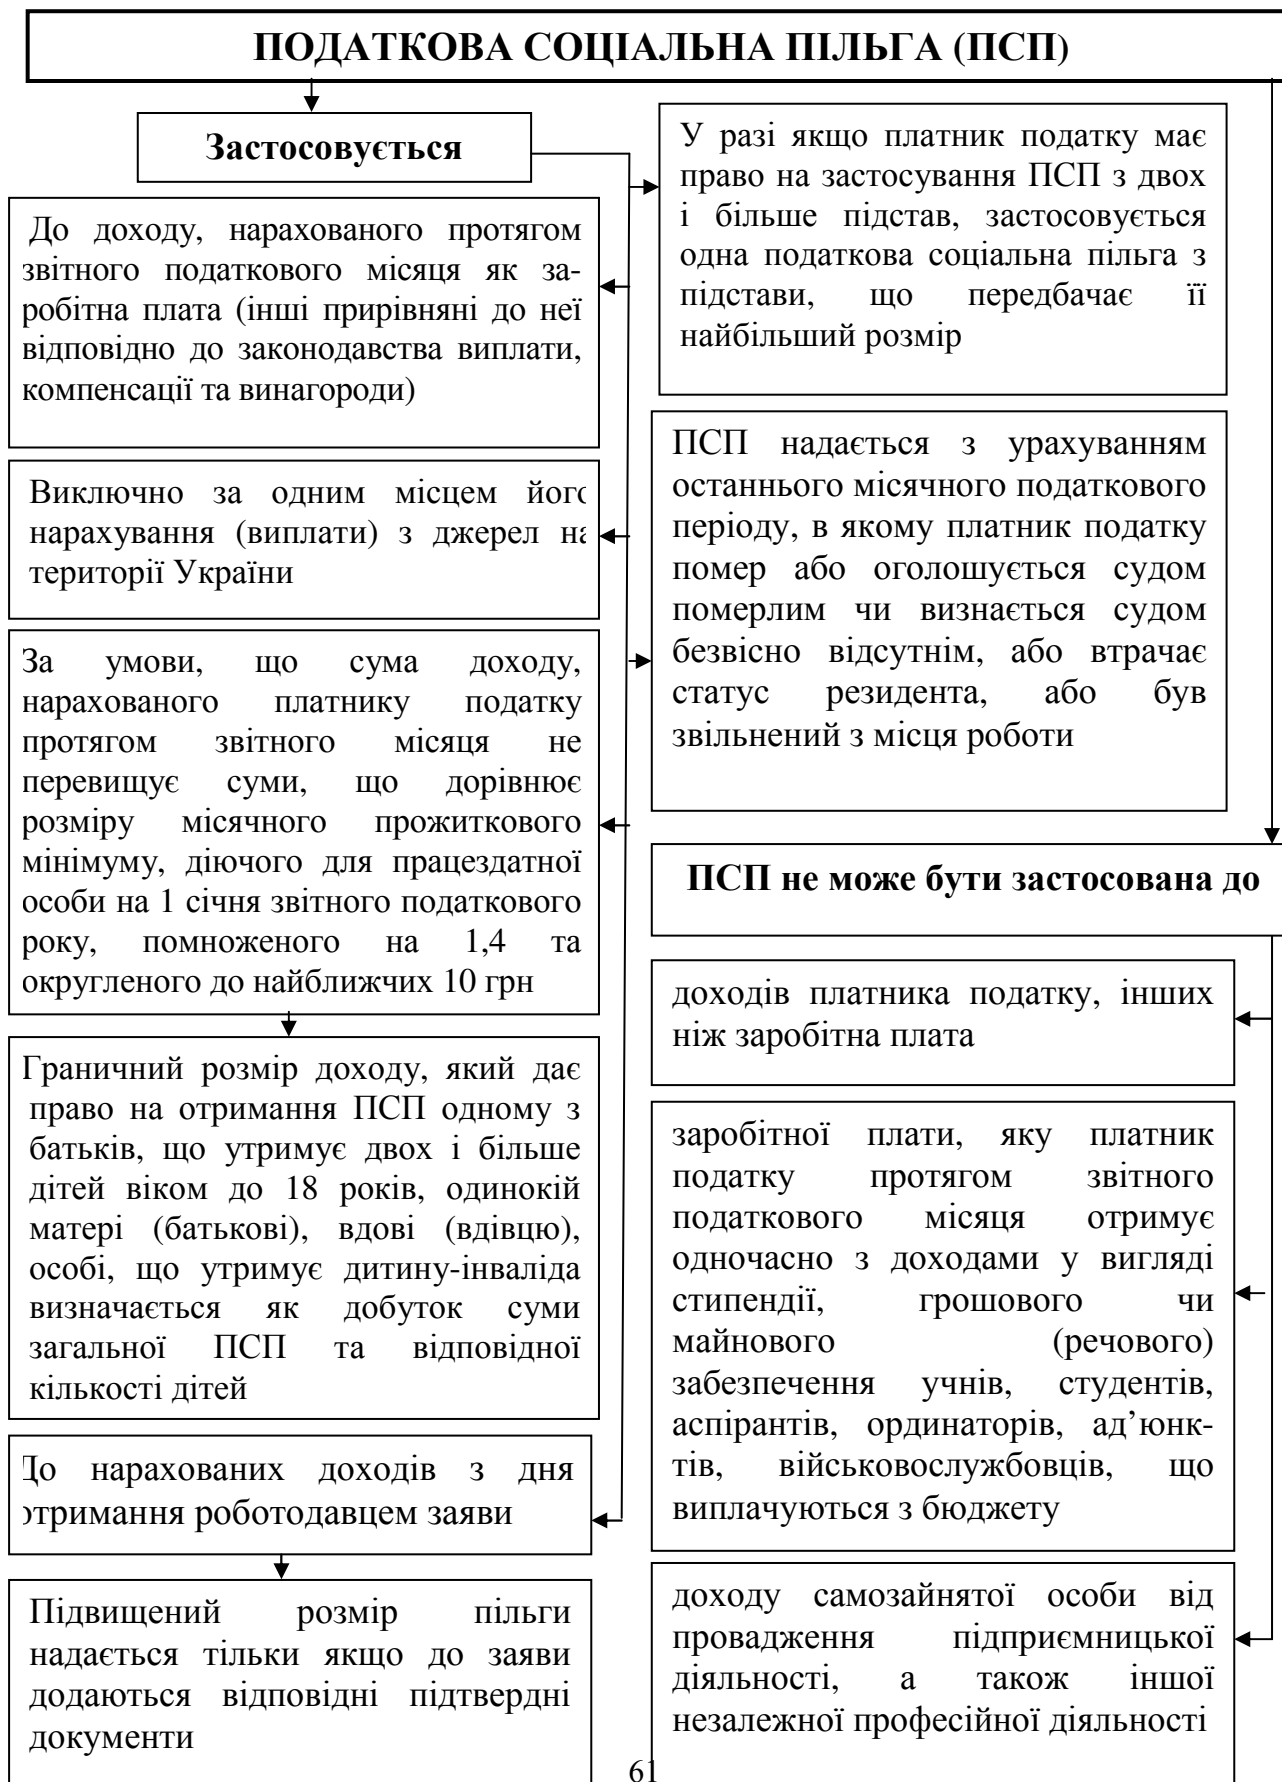 ПОДАТКОВА СОЦІАЛЬНА ПІЛЬГА (ПСП)
Застосовується
До доходу, нарахованого протягом
звітного податкового місяця як за-
робітна плата (інші прирівняні до неї
відповідно до законодавства виплати,
компенсації та винагороди)
Виключно за одним місцем його
нарахування (виплати) з джерел на
території України
За умови, що сума доходу,
нарахованого платнику податку
протягом звітного місяця не
перевищує суми, що дорівнює
розміру місячного прожиткового
мінімуму, діючого для працездатної
особи на 1 січня звітного податкового
року, помноженого на 1,4 та
округленого до найближчих 10 грн
Граничний розмір доходу, який дає
право на отримання ПСП одному з
батьків, що утримує двох і більше
дітей віком до 18 років, одинокій
матері (батькові), вдові (вдівцю),
особі, що утримує дитину-інваліда
визначається як добуток суми
загальної ПСП та відповідної
кількості дітей
До нарахованих доходів з дня
отримання роботодавцем заяви
Підвищений розмір пільги
надається тільки якщо до заяви
додаються відповідні підтвердні
документи
У разі якщо платник податку має
право на застосування ПСП з двох
і більше підстав, застосовується
одна податкова соціальна пільга з
підстави, що передбачає її
найбільший розмір
ПСП надається з урахуванням
останнього місячного податкового
періоду, в якому платник податку
помер або оголошується судом
померлим чи визнається судом
безвісно відсутнім, або втрачає
статус резидента, або був
звільнений з місця роботи
ПСП не може бути застосована до
доходів платника податку, інших
ніж заробітна плата
заробітної плати, яку платник
податку протягом звітного
податкового місяця отримує
одночасно з доходами у вигляді
стипендії, грошового чи
майнового (речового)
забезпечення учнів, студентів,
аспірантів, ординаторів, ад’юнк-
тів, військовослужбовців, що
виплачуються з бюджету
доходу самозайнятої особи від
провадження підприємницької
діяльності, а також іншої
незалежної професійної діяльності
61